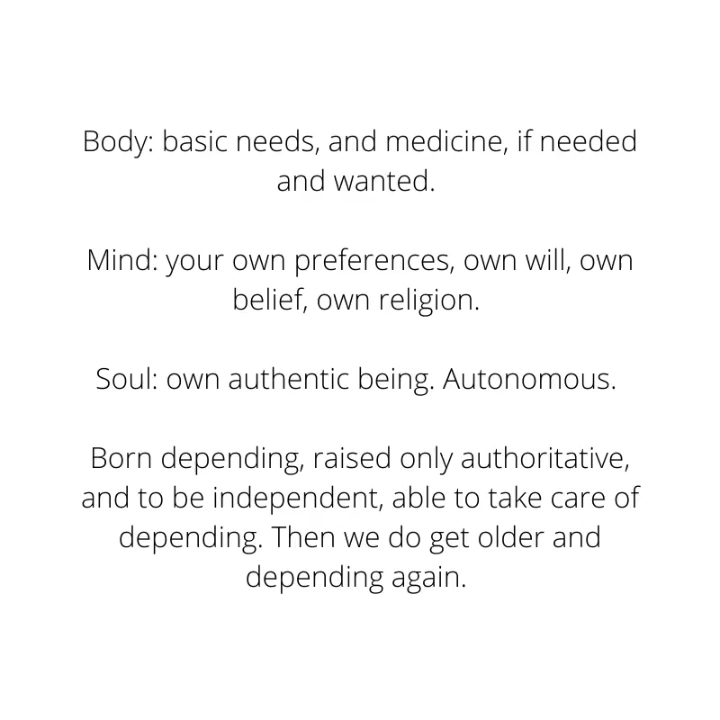 Body: basic needs, and medicine, if needed
and wanted.
Mind: your own preferences, own will, own
belief, own religion.
Soul: own authentic being. Autonomous.
Born depending, raised only authoritative,
and to be independent, able to take care of
depending. Then we do get older and
depending again.